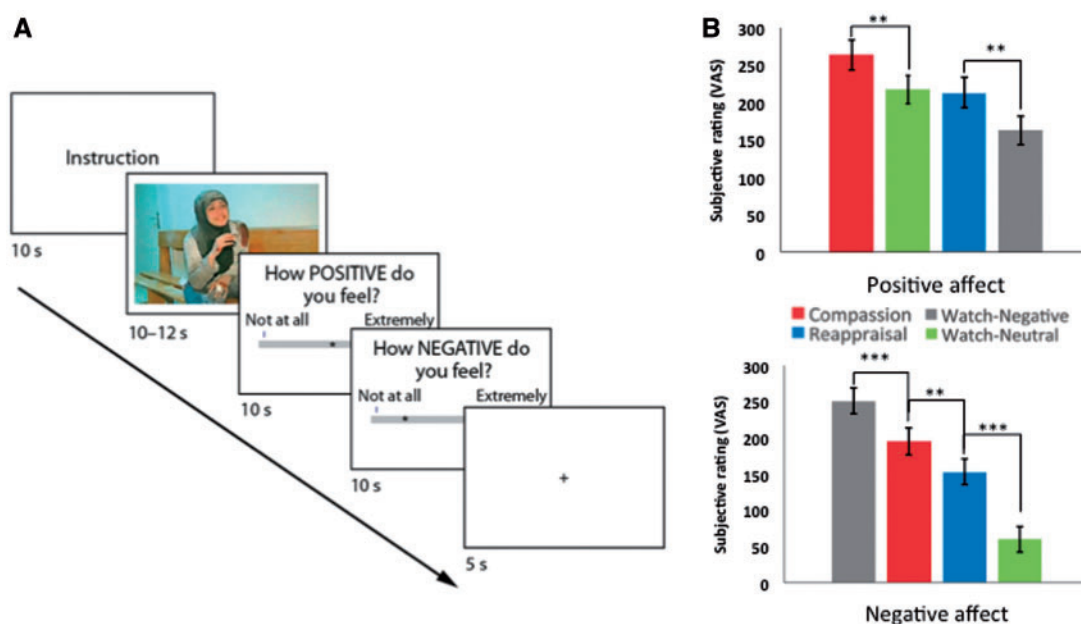 A
Instruction
10 s
10–12 s
How POSITIVE do
you feel?
Not at all Extremely
10 s
How NEGATIVE do
you feel?
Not at all Extremely
10 s
+
5 s
B
Subjective rating (VAS)
300
250
200
150
200
50
0
**
**
Positive affect
Compassion
Watch-Negative
Reappraisal
Watch-Neutral
Subjective rating (VAS)
300
250
200
150
100
50
0
***
**
***
Negative affect